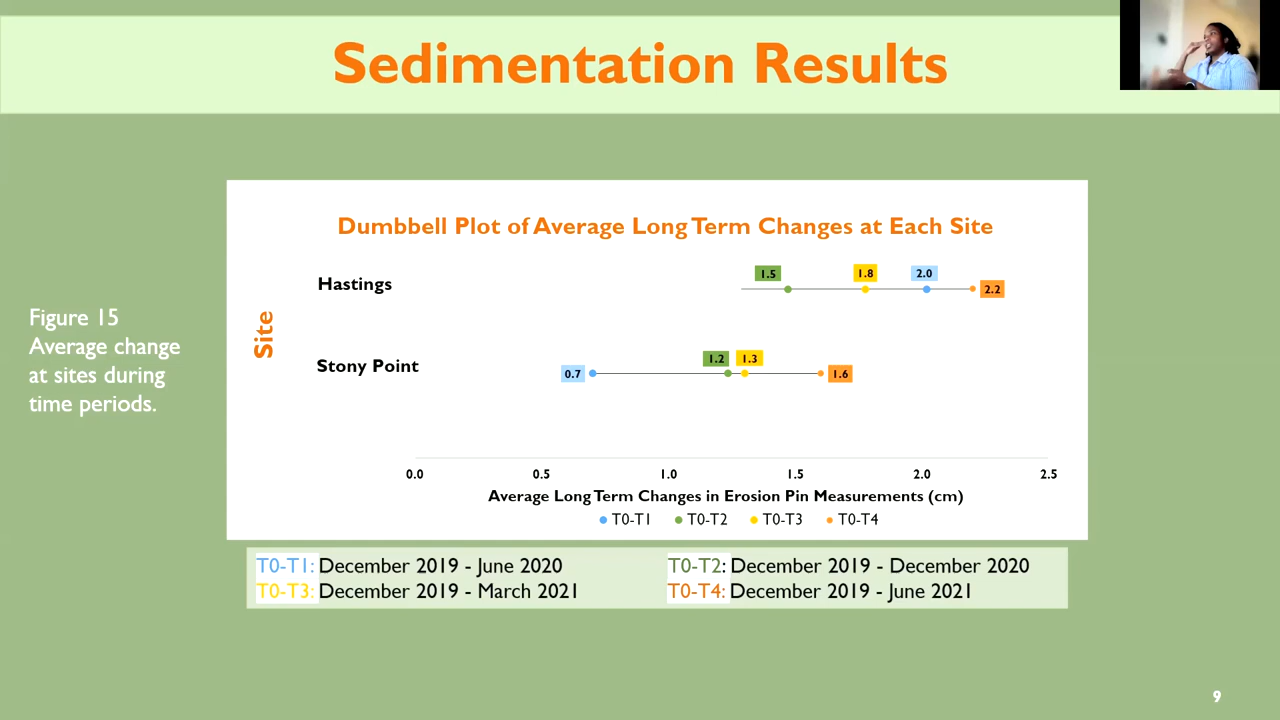 Sedimentation Results
Dumbbell Plot of Average Long Term Changes at Each Site
Hastings
1.5
1.8
2.0
2.2
Site
Stony Point
0.7
1.2
1.3
1.6
Figure 15
Average change
at sites during
time periods.
0.0
0.5
1.0
1.5
2.0
2.5
Average Long Term Changes in Erosion Pin Measurements (cm)
T0-T1 T0-T2 T0-T3 T0-T4
T0-T1: December 2019 - June 2020
T0-T2: December 2019 - December 2020
T0-T3: December 2019 - March 2021
T0-T4: December 2019 - June 2021
9